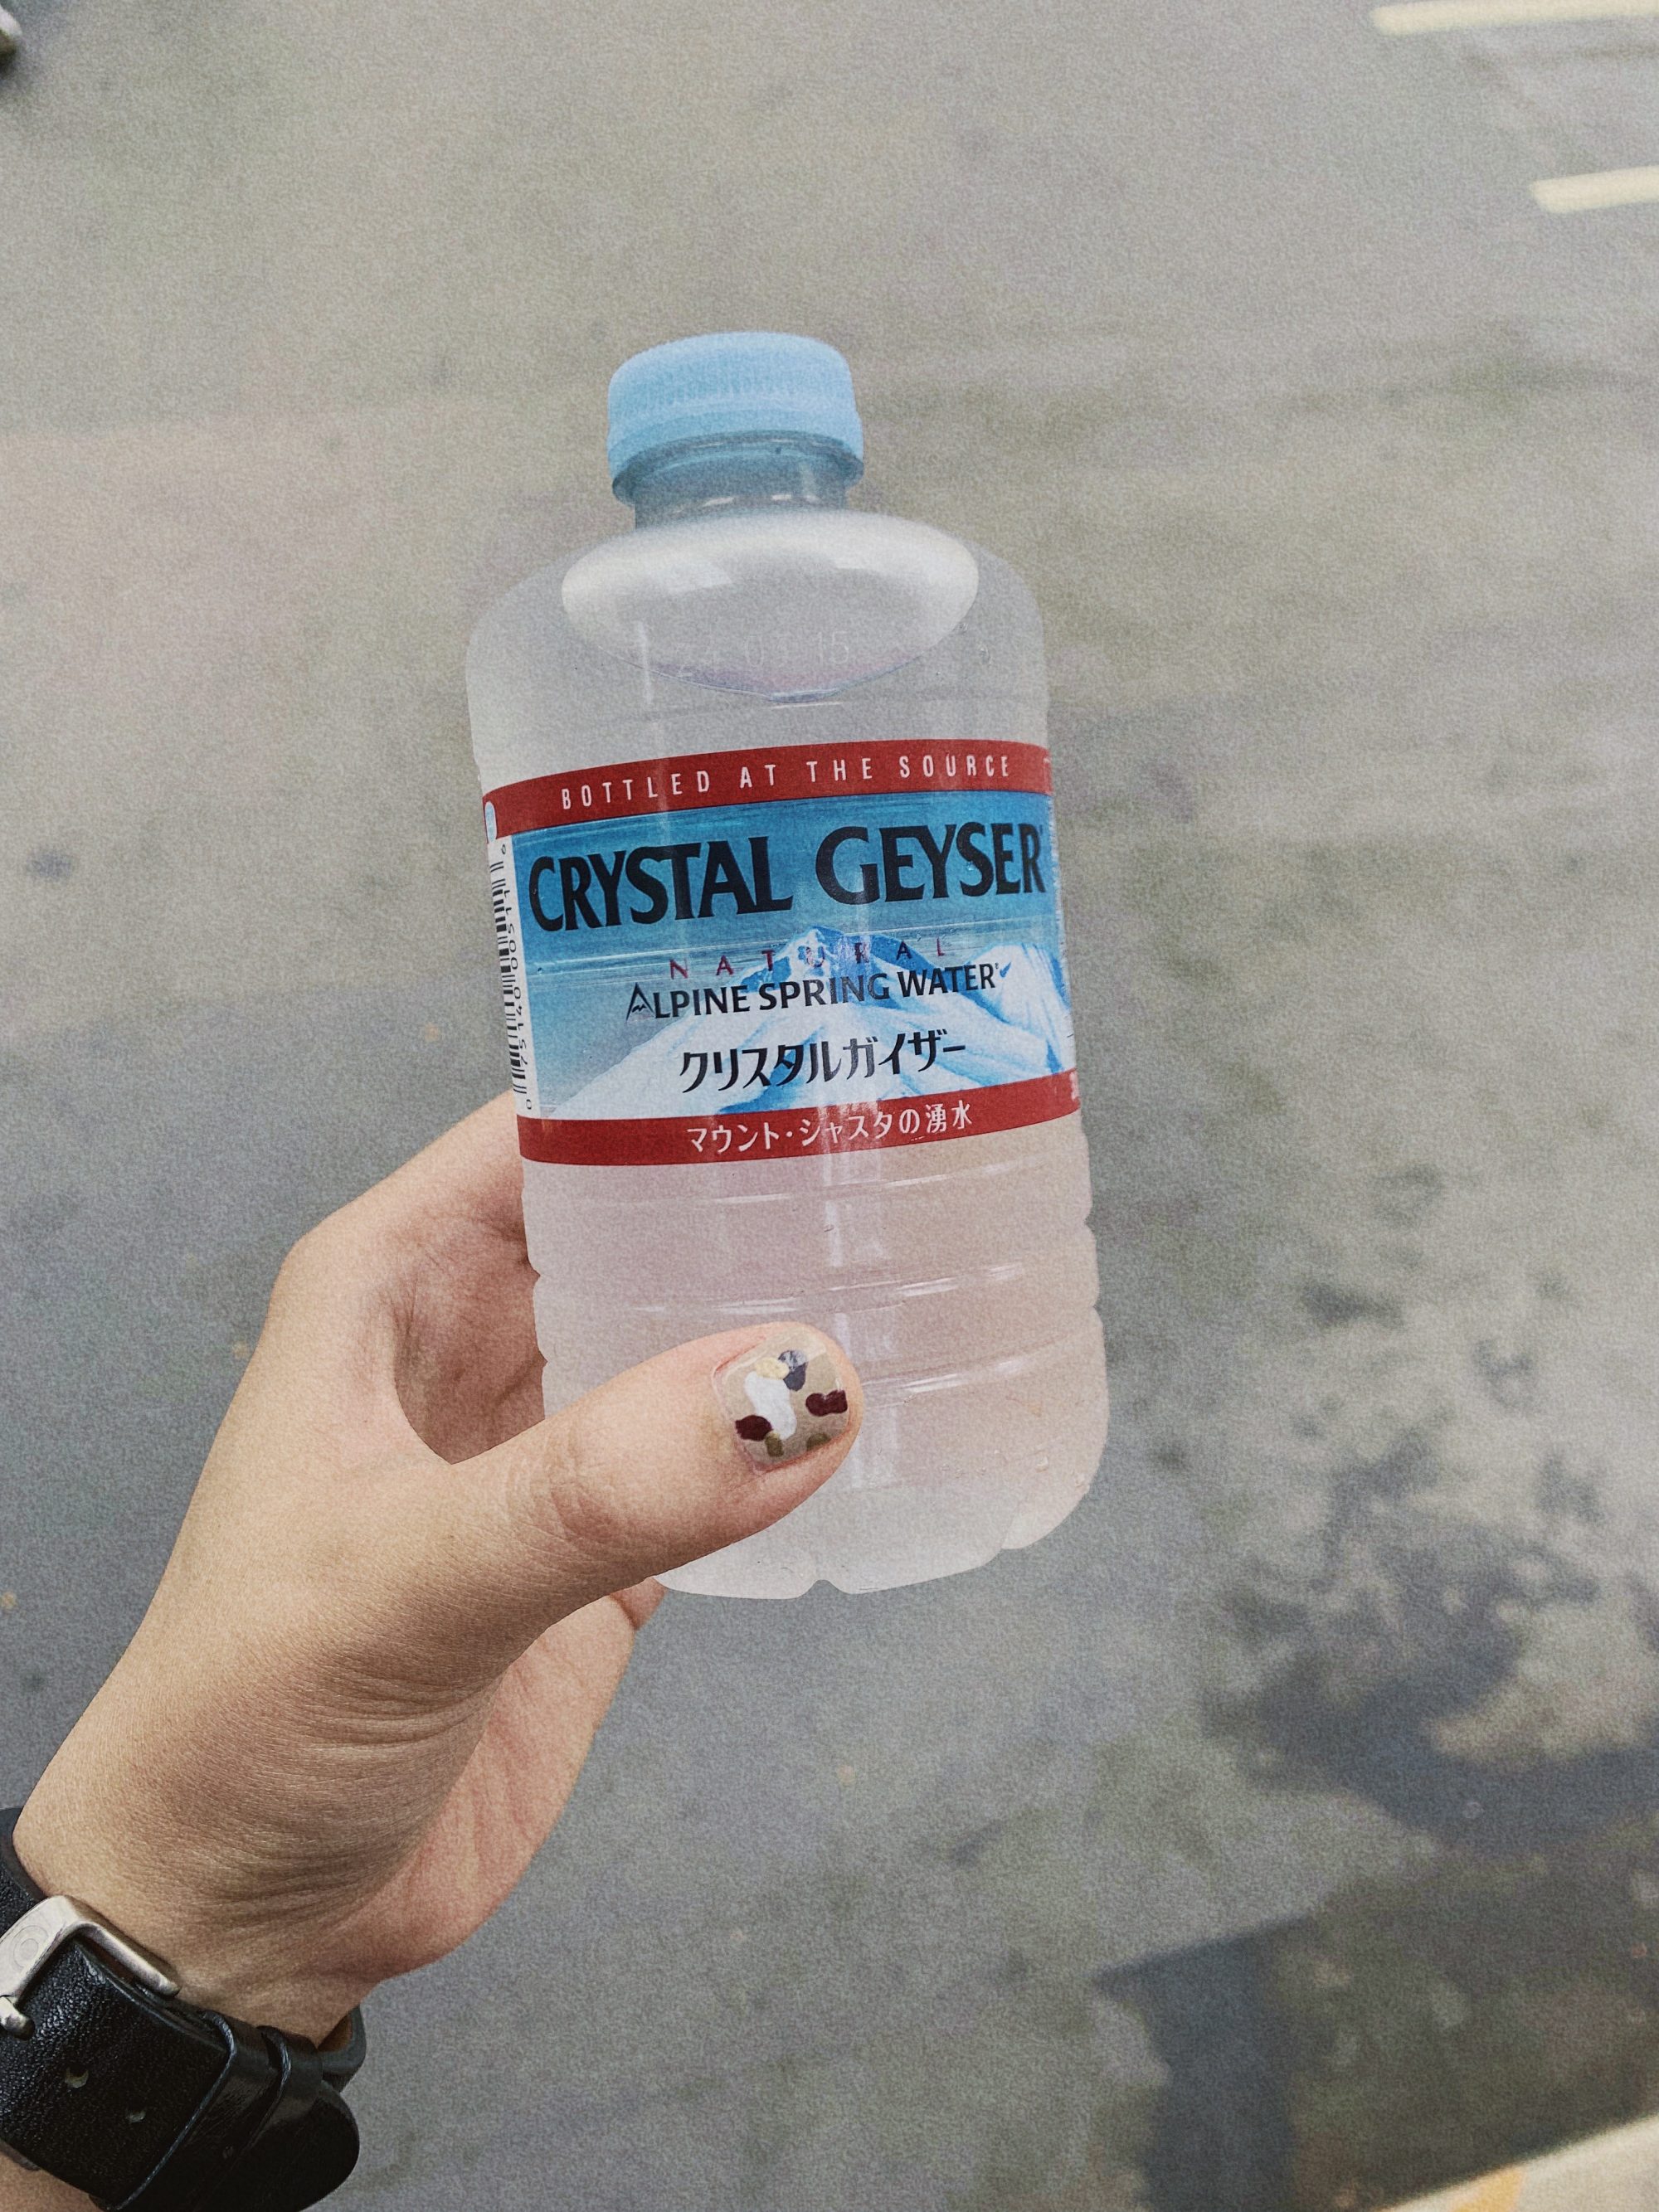 BOTTLED AT THE SOURCE
CRYSTAL GEYSER
NATURAL
ALPINE SPRING WATER
クリスタルガイザー
マウント・シャスタの湧水